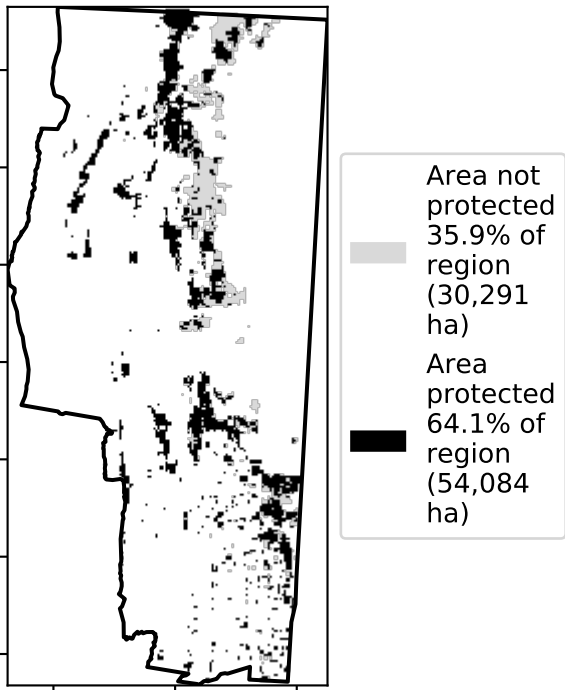 Area not
protected
35.9% of
region
(30,291
ha)
Area
protected
64.1% of
region
(54,084
ha)